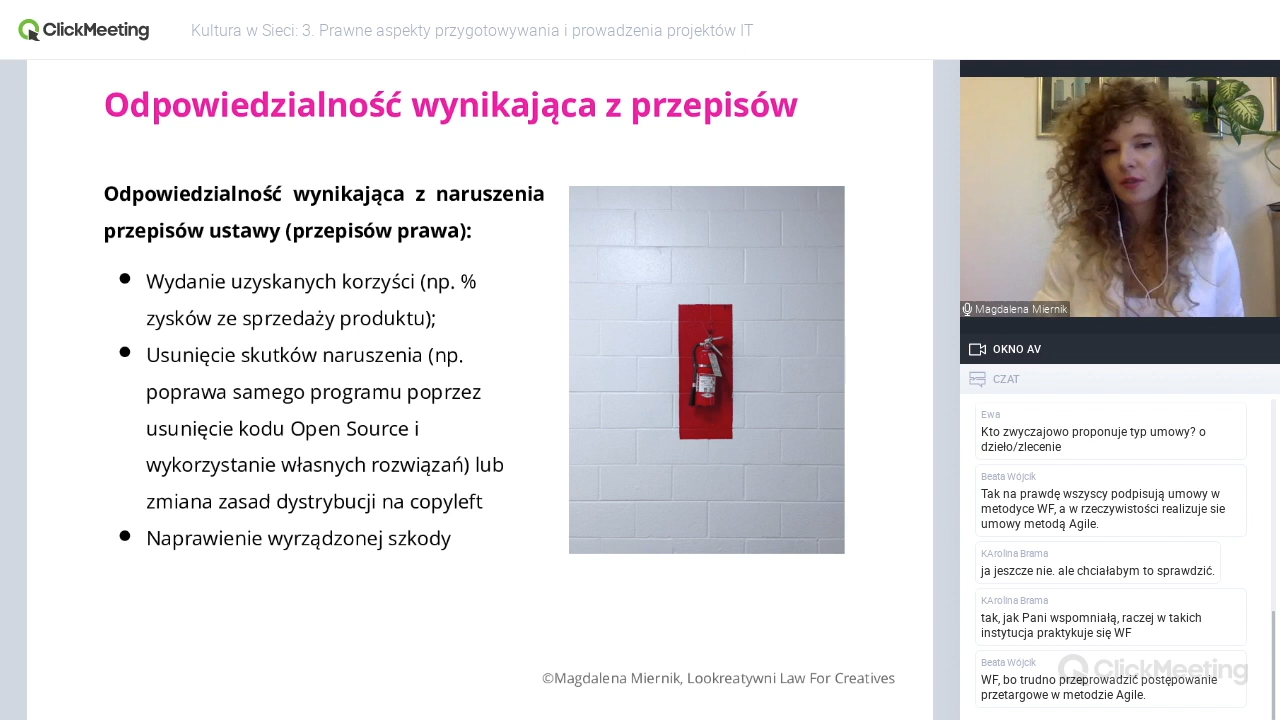 ClickMeeting
Kultura w Sieci: 3. Prawne aspekty przygotowywania i prowadzenia projektów IT
Odpowiedzialność wynikająca z przepisów
Odpowiedzialność wynikająca z naruszenia
przepisów ustawy (przepisów prawa):
● Wydanie uzyskanych korzyści (np. %
zysków ze sprzedaży produktu);
● Usunięcie skutków naruszenia (np.
poprawa samego programu poprzez
usunięcie kodu Open Source i
wykorzystanie własnych rozwiązań) lub
zmiana zasad dystrybucji na copyleft
● Naprawienie wyrządzonej szkody
©Magdalena Miernik, Lookreatywni Law For Creatives
Magdalena Miernik
OKNO AV
CZAT
Ewa
Kto zwyczajowo proponuje typ umowy? o
dzieło/zlecenie
Beata Wójcik
Tak na prawdę wszyscy podpisują umowy w
metodyce WF, a w rzeczywistości realizuje sie
umowy metodą Agile.
KArolina Brama
ja jeszcze nie. ale chciałabym to sprawdzić.
KArolina Brama
tak, jak Pani wspomniałą, raczej w takich
instytucja praktykuje się WF
Beata Wójcik
WF, bo trudno przeprowadzić postępowanie
przetargowe w metodzie Agile.
ClickMeeting